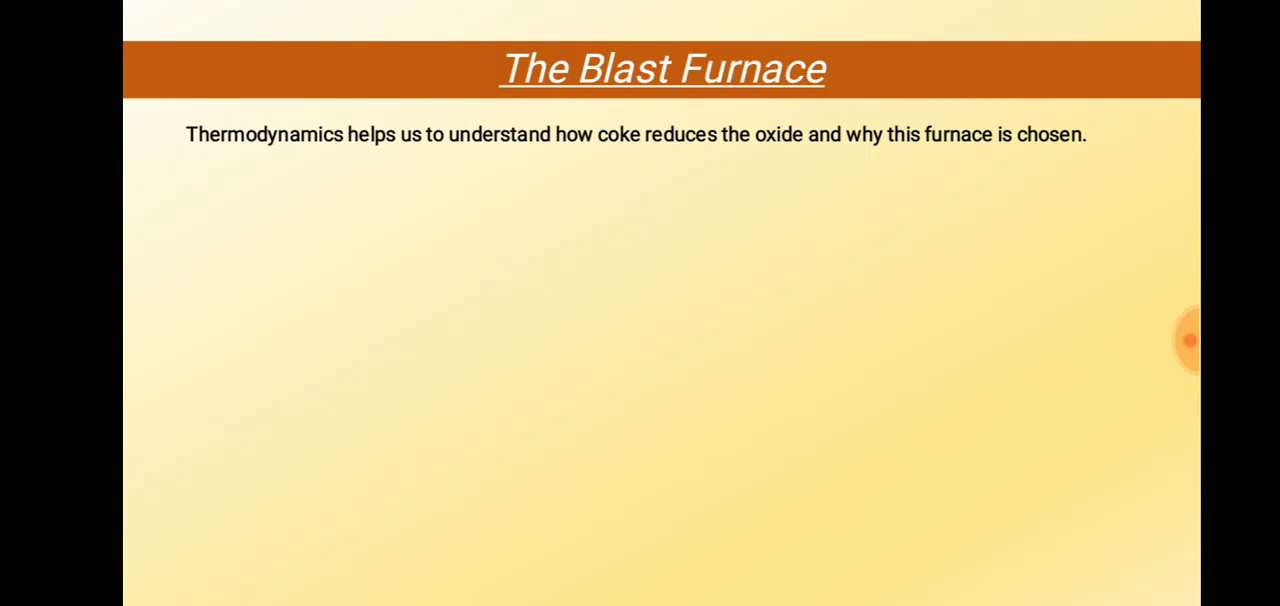 The Blast Furnace
Thermodynamics helps us to understand how coke reduces the oxide and why this furnace is chosen.